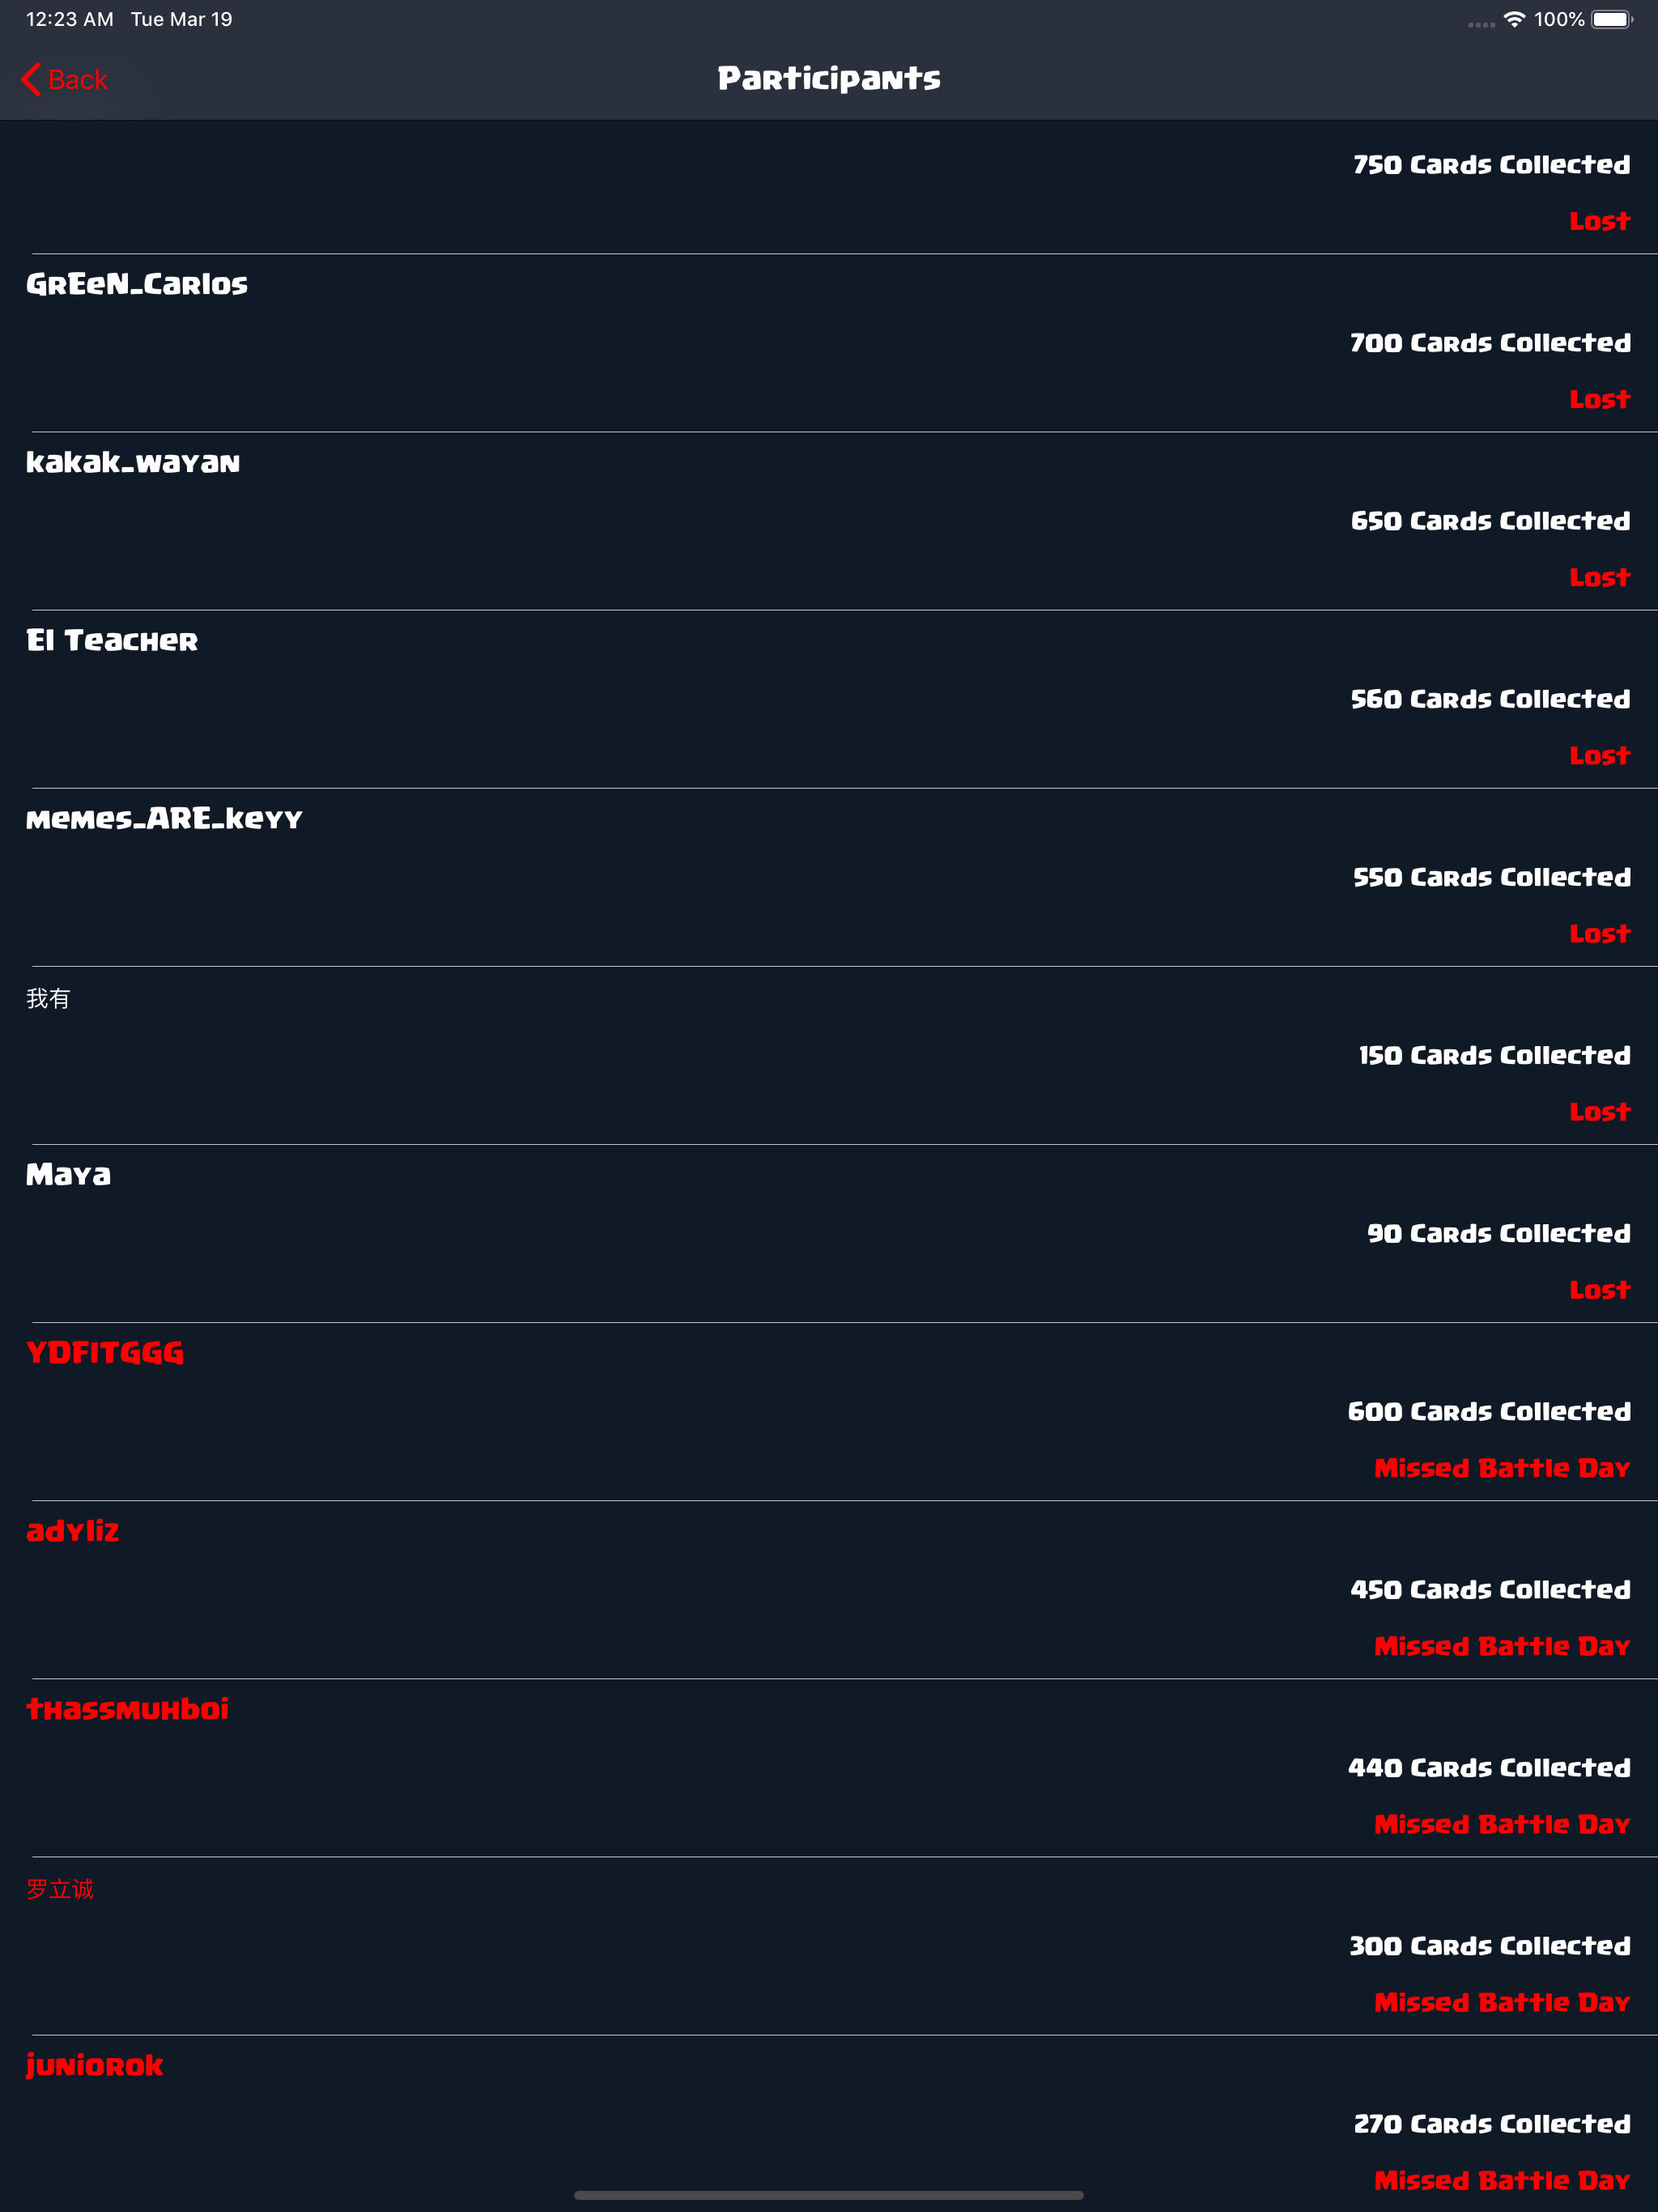 12:23 AM Tue Mar 19 100%
Back Participants
750 Cards Collected
Lost
GrEeN_Carlos
700 Cards Collected
Lost
kakak_wayan
650 Cards Collected
Lost
El Teacher
560 Cards Collected
Lost
memes_ARE_keyy
550 Cards Collected
Lost
我有
150 Cards Collected
Lost
Maya
90 Cards Collected
Lost
YDFITGGG
600 Cards Collected
Missed Battle Day
adyliz
450 Cards Collected
Missed Battle Day
thassmuhboi
440 Cards Collected
Missed Battle Day
罗立诚
300 Cards Collected
Missed Battle Day
juniorok
270 Cards Collected
Missed Battle Day